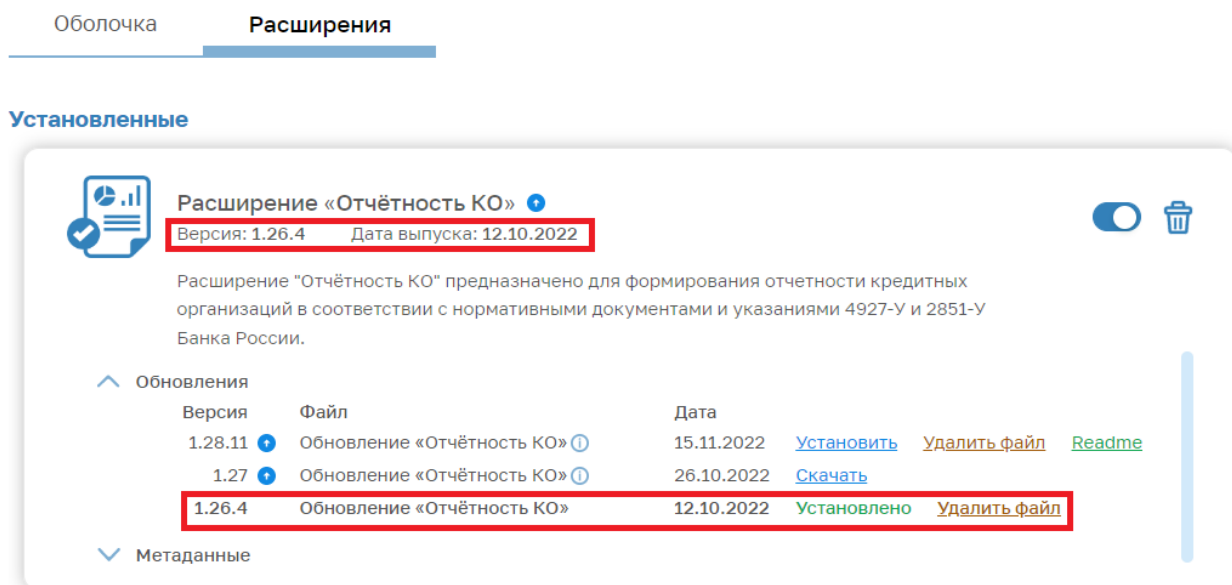 Оболочка Расширения
Установленные
Расширение «Отчётность КО»
Версия: 1.26.4 Дата выпуска: 12.10.2022
Расширение "Отчётность КО" предназначено для формирования отчетности кредитных
организаций в соответствии с нормативными документами и указаниями 4927-У и 2851-У
Банка России.
Обновления
Версия Файл Дата
1.28.11 Обновление «Отчётность КО» 15.11.2022 Установить Удалить файл Readme
1.27 Обновление «Отчётность КО» 26.10.2022 Скачать
1.26.4 Обновление «Отчётность КО» 12.10.2022 Установлено Удалить файл
Метаданные